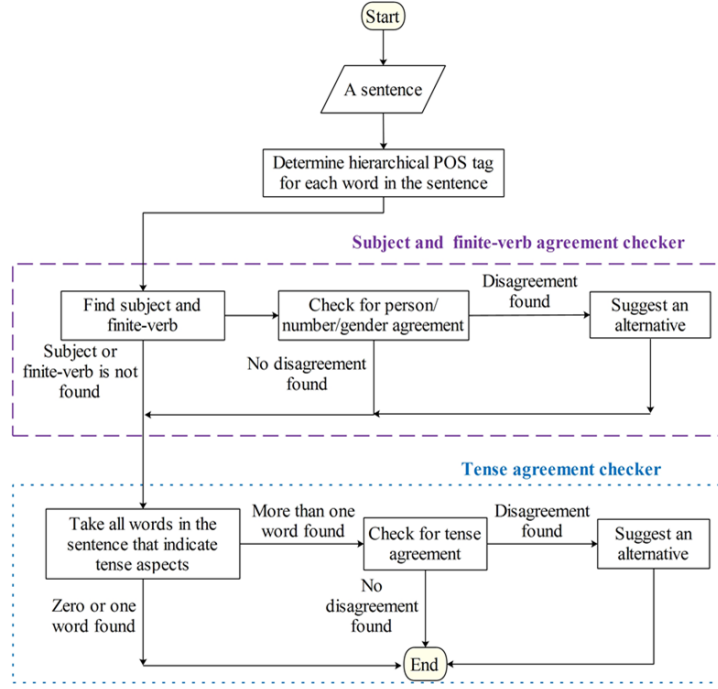 Start
A sentence
Determine hierarchical POS tag
for each word in the sentence
Subject and finite-verb agreement checker
Find subject and
finite-verb
Check for person/
number/gender agreement
Disagreement
found
Suggest an
alternative
Subject or
finite-verb is not
found
No disagreement
found
Tense agreement checker
Take all words in the
sentence that indicate
tense aspects
More than one
word found
Check for tense
agreement
Disagreement
found
Suggest an
alternative
Zero or one
word found
No
disagreement
found
End